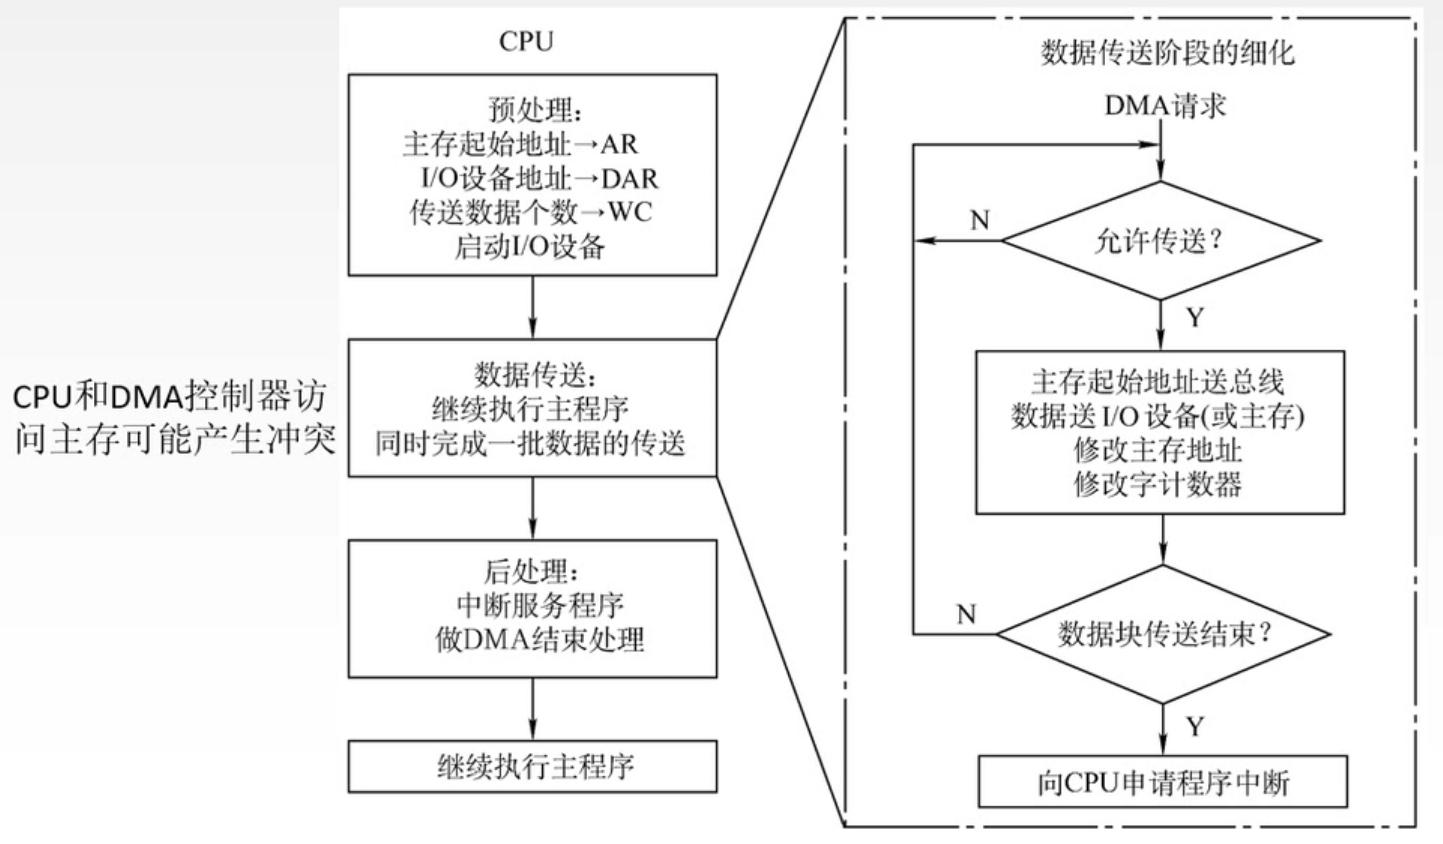 CPU
预处理：
主存起始地址→AR
I/O设备地址→DAR
传送数据个数→WC
启动I/O设备
数据传送：
继续执行主程序
同时完成一批数据的传送
后处理：
中断服务程序
做DMA结束处理
继续执行主程序
CPU和DMA控制器访
问主存可能产生冲突
数据传送阶段的细化
DMA请求
允许传送？
N
Y
主存起始地址送总线
数据送I/O设备(或主存)
修改主存地址
修改字计数器
数据块传送结束？
N
Y
向CPU申请程序中断